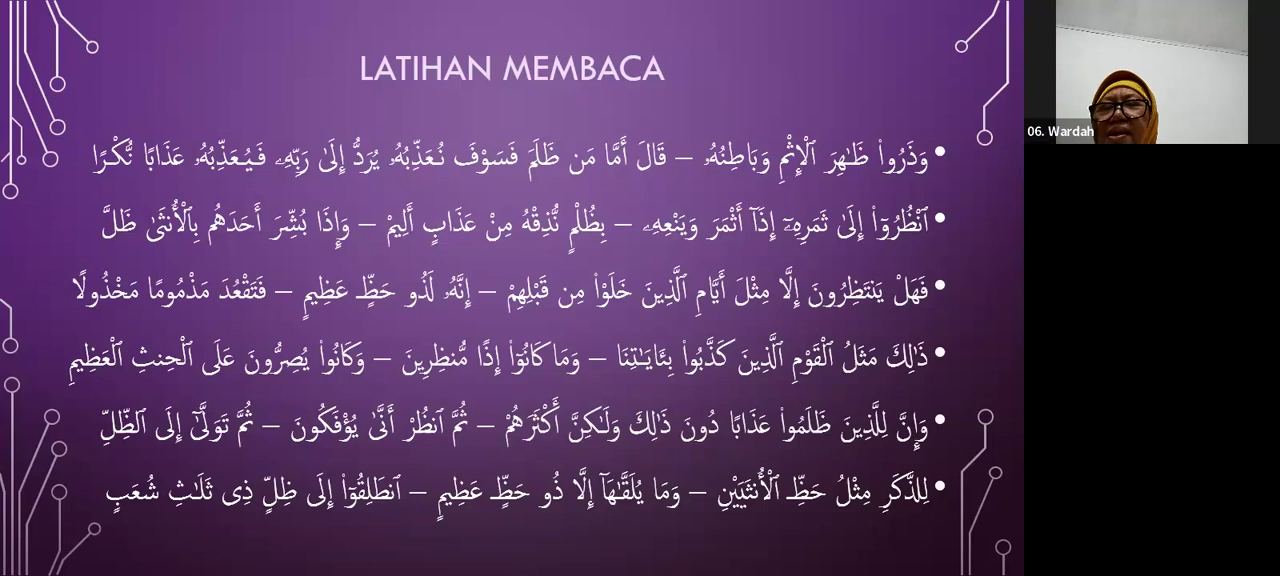 LATIHAN MEMBACA
• وَذَرُوا۟ ظَـٰهِرَ ٱلْإِثْمِ وَبَاطِنَهُۥ – قَالَ أَمَّا مَن ظَلَمَ فَسَوْفَ نُعَذِّبُهُۥ يُرَدُّ إِلَىٰ رَبِّهِۦ فَيُعَذِّبُهُۥ عَذَابًا نُّكْرًا
• ٱنْظُرُوٓا۟ إِلَىٰ ثَمَرِهِۦٓ إِذَآ أَثْمَرَ وَيَنْعِهِۦ – بِظُلْمٍ نُّذِقْهُ مِنْ عَذَابٍ أَلِيمْ – وَإِذَا بُشِّرَ أَحَدَهُم بِٱلْأُنثَىٰ ظَلَّ
• فَهَلْ يَنتَظِرُونَ إِلَّا مِثْلَ أَيَّامِ ٱلَّذِينَ خَلَوْا۟ مِن قَبْلِهِمْ – إِنَّهُۥ لَذُو حَظٍّ عَظِيمٍ – فَتَقْعُدَ مَذْمُومًا مَخْذُولًا
• ذَٰلِكَ مَثَلُ ٱلْقَوْمِ ٱلَّذِينَ كَذَّبُوا۟ بِـَٔايَـٰتِنَا – وَمَا كَانُوٓا۟ إِذًا مُّنظِرِينَ – وَكَانُوا۟ يُصِرُّونَ عَلَى ٱلْحِنثِ ٱلْعَظِيمِ
• وَإِنَّ لِلَّذِينَ ظَلَمُوا۟ عَذَابًا دُونَ ذَٰلِكَ وَلَـٰكِنَّ أَكْثَرَهُمْ – ثُمَّ ٱنظُرْ أَنَّىٰ يُؤْفَكُونَ – ثُمَّ تَوَلَّىٰٓ إِلَى ٱلظِّلِّ
• لِلذَّكَرِ مِثْلُ حَظِّ ٱلْأُنثَيَيْنِ – وَمَا يُلَقَّـٰهَآ إِلَّا ذُو حَظٍّ عَظِيمٍ – ٱنطَلِقُوٓا۟ إِلَى ظِلٍّ ذِى ثَلَـٰثِ شُعَبٍ
06. Wardah